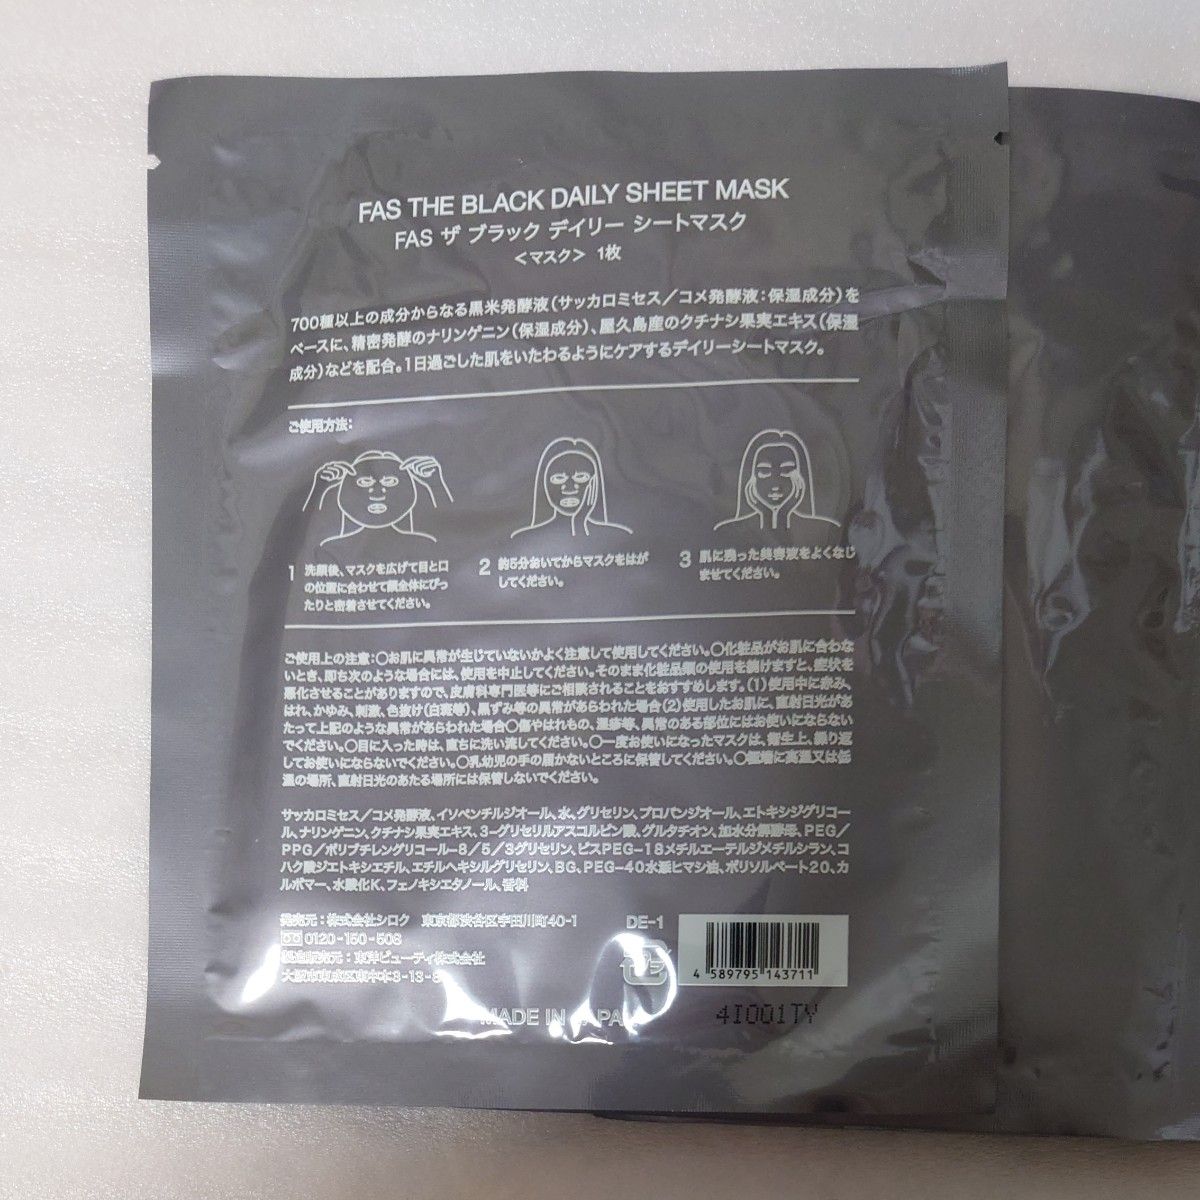 FAS THE BLACK DAILY SHEET MASK
FAS ザ ブラック デイリー シートマスク
＜マスク＞ 1枚
700種以上の成分からなる黒米発酵液（サッカロミセス／コメ発酵液：保湿成分）を
ベースに、精密発酵のナリンゲニン（保湿成分）、屋久島産のクチナシ果実エキス（保湿
成分）などを配合。1日過ごした肌をいたわるようにケアするデイリーシートマスク。
ご使用方法：
1 洗顔後、マスクを広げて目と口
の位置に合わせて顔全体にぴっ
たりと密着させてください。
2 約5分おいてからマスクをはが
してください。
3 肌に残った美容液をよくなじ
ませてください。
ご使用上の注意：○お肌に異常が生じていないかよく注意して使用してください。○化粧品がお肌に合わな
いとき、即ち次のような場合には、使用を中止してください。そのまま化粧品類の使用を続けますと、症状を
悪化させることがありますので、皮膚科専門医等にご相談されることをおすすめします。（1）使用中に赤み、
はれ、かゆみ、刺激、色抜け（白斑等）、黒ずみ等の異常があらわれた場合（2）使用したお肌に、直射日光があ
たって上記のような異常があらわれた場合○傷やはれもの、湿疹等、異常のある部位にはお使いにならない
でください。○目に入った時は、直ちに洗い流してください。○一度お使いになったマスクは、衛生上、繰り返
してお使いにならないでください。○乳幼児の手の届かないところに保管してください。○極端に高温又は低
温の場所、直射日光のあたる場所には保管しないでください。
サッカロミセス／コメ発酵液、イソペンチルジオール、水、グリセリン、プロパンジオール、エトキシジグリコー
ル、ナリンゲニン、クチナシ果実エキス、3-グリセリルアスコルビン酸、グルタチオン、加水分解酵母、PEG／
PPG／ポリブチレングリコール-8／5／3グリセリン、ビスPEG-18メチルエーテルジメチルシラン、コ
ハク酸ジエトキシエチル、エチルヘキシルグリセリン、BG、PEG-40水添ヒマシ油、ポリソルベート20、カ
ルボマー、水酸化K、フェノキシエタノール、香料
発売元：株式会社シロク 東京都渋谷区宇田川町40-1
0120-150-508
製造販売元：東洋ビューティ株式会社
大阪市東成区東中本3-13-
DE-1
プラ
4 589795 143711
MADE IN JAPAN
4I001TY